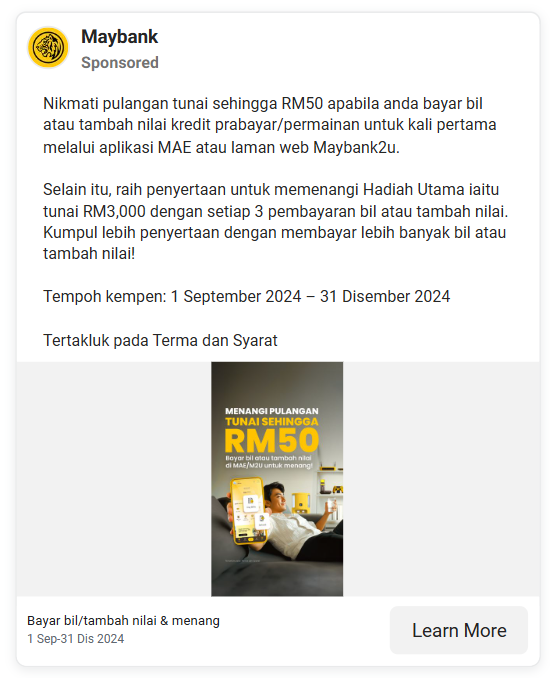 Maybank
Sponsored
Nikmati pulangan tunai sehingga RM50 apabila anda bayar bil
atau tambah nilai kredit prabayar/permainan untuk kali pertama
melalui aplikasi MAE atau laman web Maybank2u.
Selain itu, raih penyertaan untuk memenangi Hadiah Utama iaitu
tunai RM3,000 dengan setiap 3 pembayaran bil atau tambah nilai.
Kumpul lebih penyertaan dengan membayar lebih banyak bil atau
tambah nilai!
Tempoh kempen: 1 September 2024 – 31 Disember 2024
Tertakluk pada Terma dan Syarat
MENANGI PULANGAN
TUNAI SEHINGGA
RM50
Bayar bil atau tambah nilai
di MAE/M2U untuk menang!
Bayar bil/tambah nilai & menang
1 Sep-31 Dis 2024
Learn More